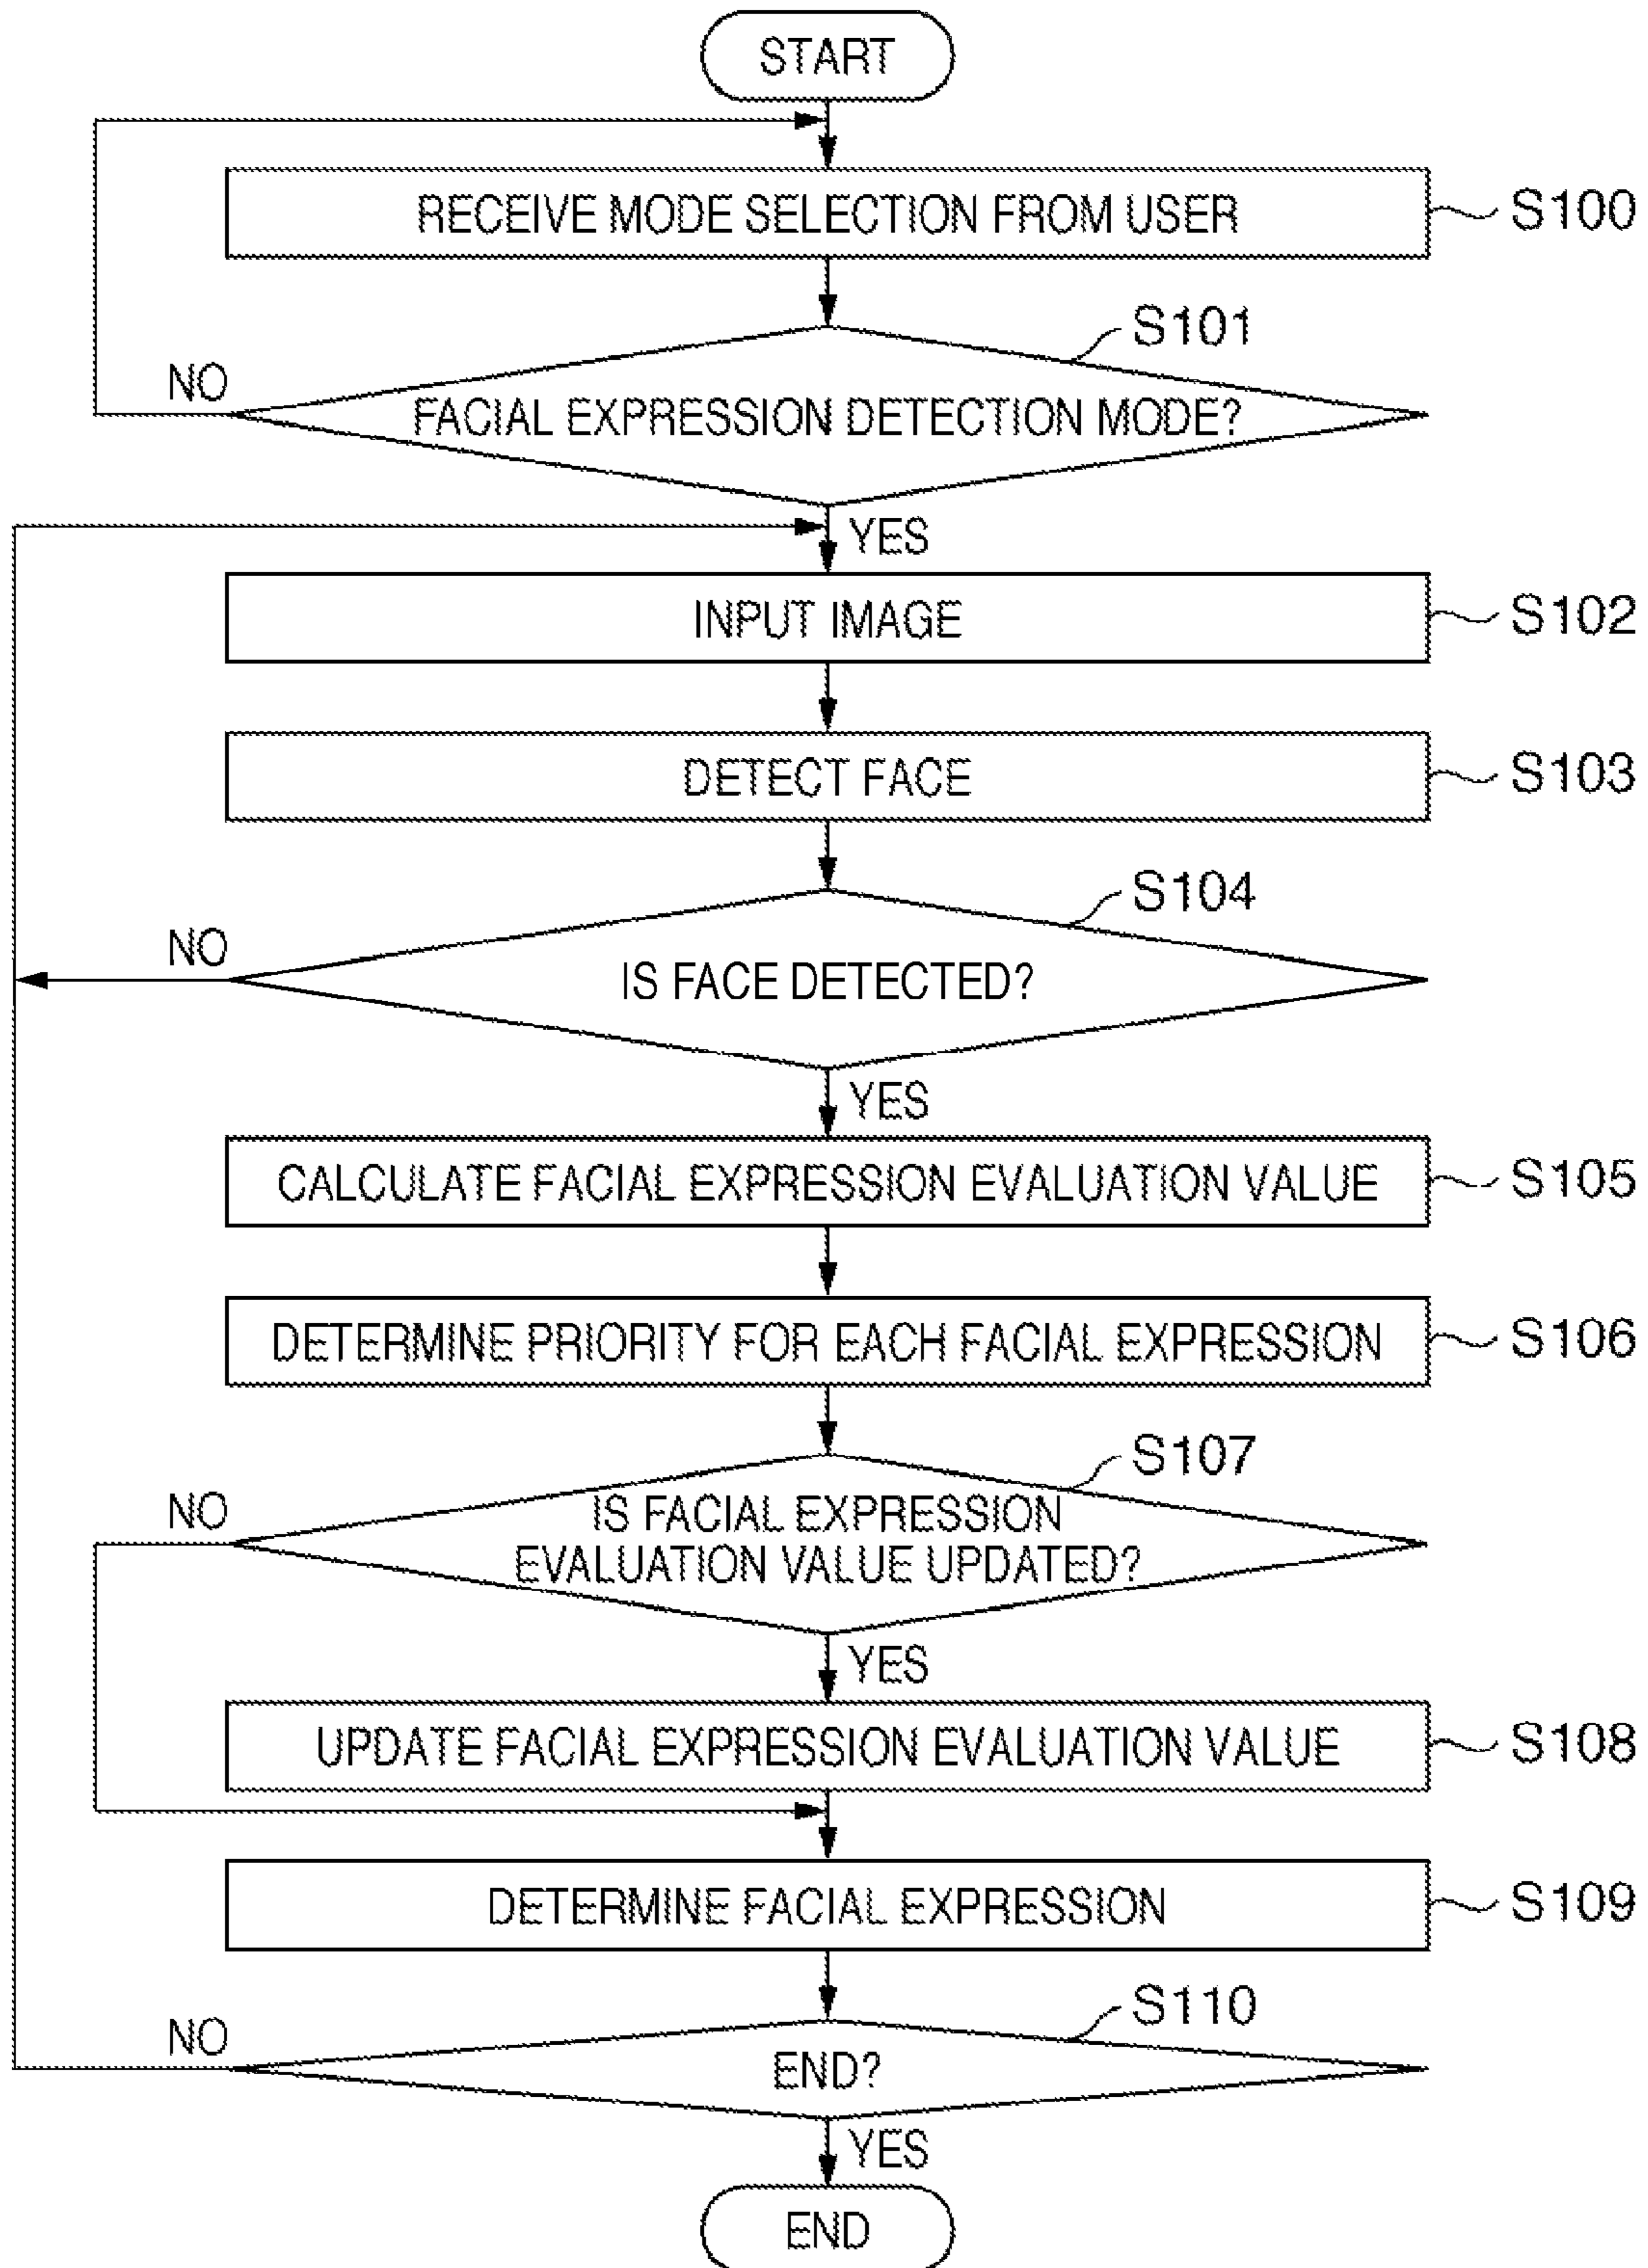 START
RECEIVE MODE SELECTION FROM USER
S100
S101
NO
FACIAL EXPRESSION DETECTION MODE?
YES
INPUT IMAGE
S102
DETECT FACE
S103
S104
NO
IS FACE DETECTED?
YES
CALCULATE FACIAL EXPRESSION EVALUATION VALUE
S105
DETERMINE PRIORITY FOR EACH FACIAL EXPRESSION
S106
S107
NO
IS FACIAL EXPRESSION
EVALUATION VALUE UPDATED?
YES
UPDATE FACIAL EXPRESSION EVALUATION VALUE
S108
DETERMINE FACIAL EXPRESSION
S109
S110
NO
END?
YES
END